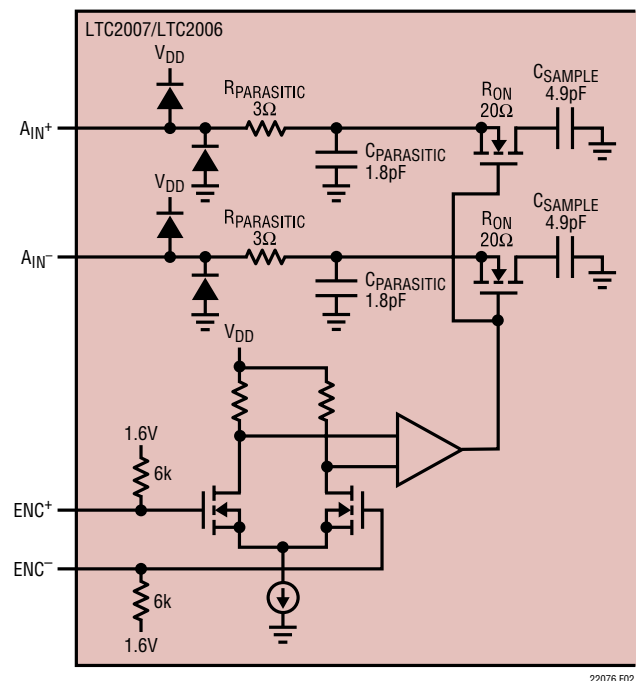 LTC2007/LTC2006
VDD
RPARASITIC
3Ω
AIN+
CPARASITIC
1.8pF
RON
20Ω
CSAMPLE
4.9pF
VDD
RPARASITIC
3Ω
AIN–
CPARASITIC
1.8pF
RON
20Ω
CSAMPLE
4.9pF
VDD
1.6V
6k
ENC+
ENC–
6k
1.6V
22076 F02